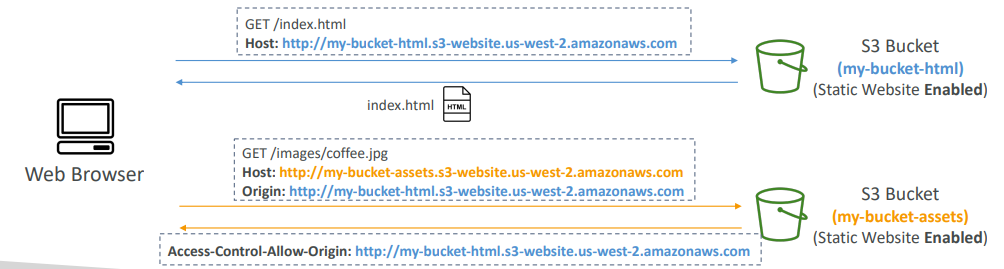 GET /index.html
Host: http://my-bucket-html.s3-website.us-west-2.amazonaws.com
S3 Bucket
(my-bucket-html)
(Static Website Enabled)
index.html
HTML
Web Browser
GET /images/coffee.jpg
Host: http://my-bucket-assets.s3-website.us-west-2.amazonaws.com
Origin: http://my-bucket-html.s3-website.us-west-2.amazonaws.com
S3 Bucket
(my-bucket-assets)
(Static Website Enabled)
Access-Control-Allow-Origin: http://my-bucket-html.s3-website.us-west-2.amazonaws.com